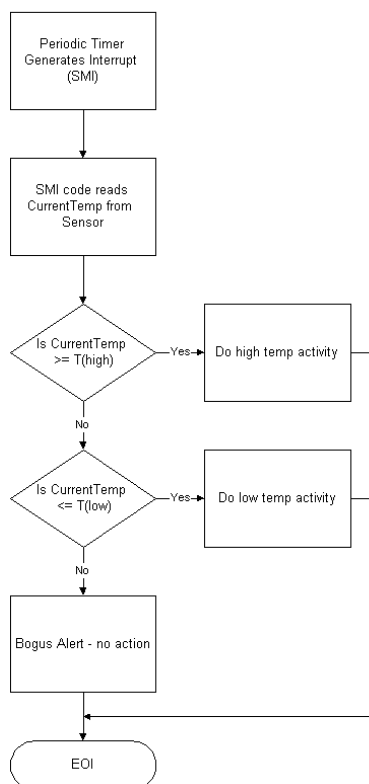 Periodic Timer
Generates Interrupt
(SMI)
SMI code reads
CurrentTemp from
Sensor
Is CurrentTemp
>= T(high)
Yes
Do high temp activity
No
Is CurrentTemp
<= T(low)
Yes
Do low temp activity
No
Bogus Alert - no action
EOI